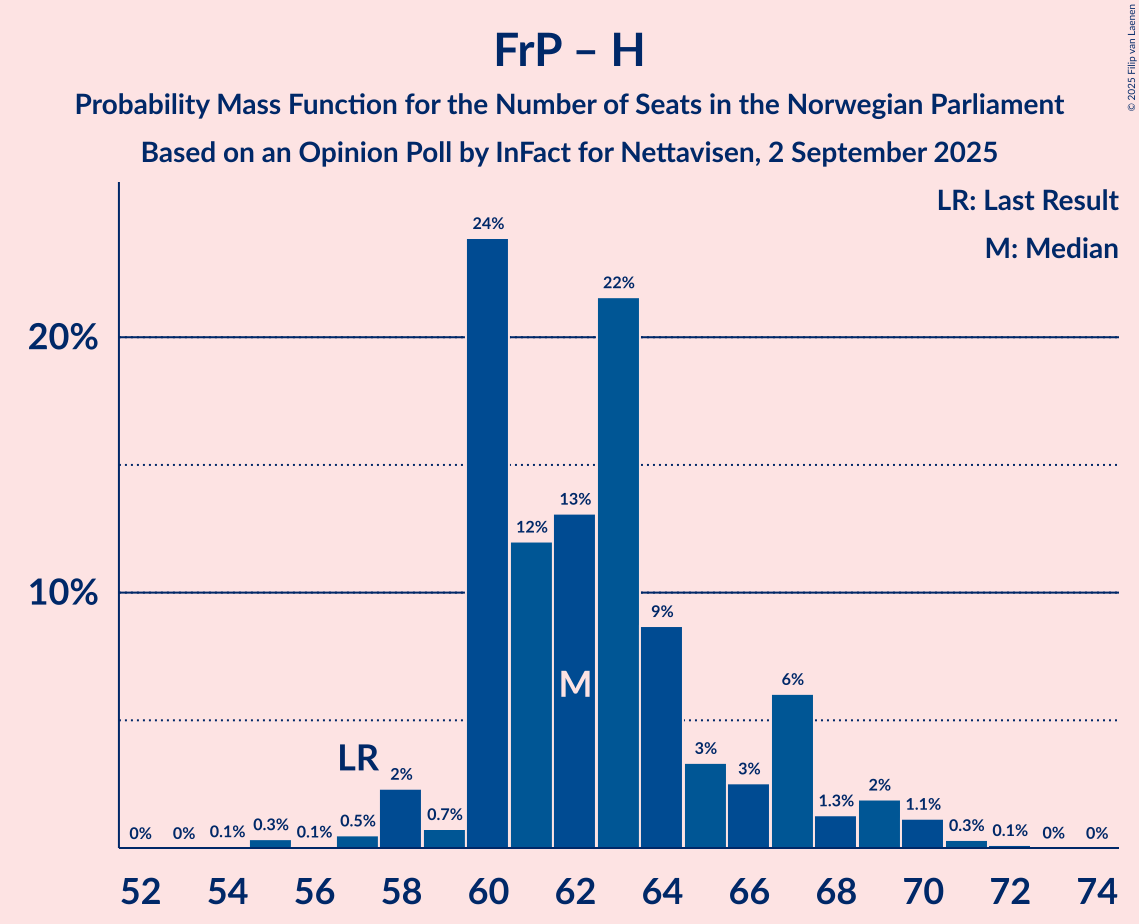 FrP – H
Probability Mass Function for the Number of Seats in the Norwegian Parliament
Based on an Opinion Poll by InFact for Nettavisen, 2 September 2025
© 2025 Filip van Laenen
LR: Last Result
M: Median
20%
10%
0% 0% 0.1% 0.3% 0.1% 0.5% 2% 0.7% 24% 12% 13% 22% 9% 3% 3% 6% 1.3% 2% 1.1% 0.3% 0.1% 0% 0%
LR
M
52 54 56 58 60 62 64 66 68 70 72 74